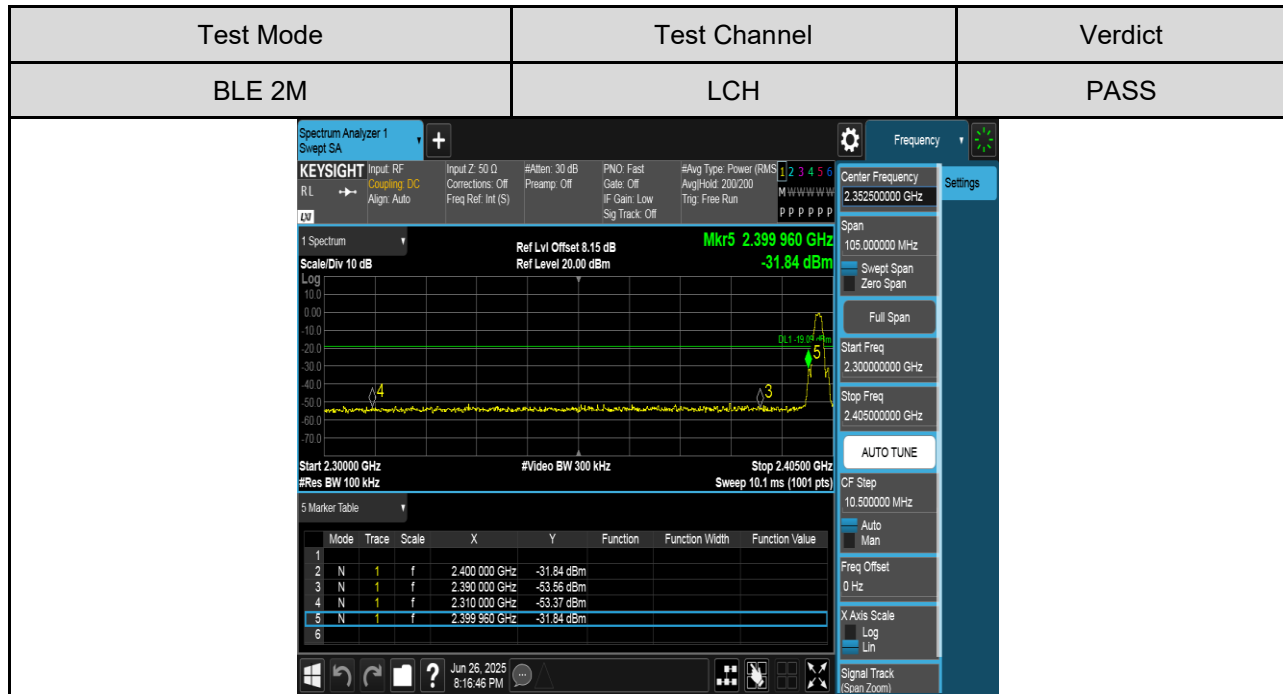 Test Mode Test Channel Verdict
BLE 2M LCH PASS
Spectrum Analyzer 1
Swept SA
+
Frequency
KEYSIGHT Input: RF Input Z: 50 Ω #Atten: 30 dB PNO: Fast #Avg Type: Power (RMS 1 2 3 4 5 6
RL Coupling: DC Corrections: Off Preamp: Off Gate: Off Avg|Hold: 200/200 M W W W W W
Align: Auto Freq Ref: Int (S) IF Gain: Low Trig: Free Run
LXI Sig Track: Off P P P P P P
Center Frequency
2.352500000 GHz
Settings
1 Spectrum
Ref Lvl Offset 8.15 dB Mkr5 2.399 960 GHz
Scale/Div 10 dB Ref Level 20.00 dBm -31.84 dBm
Log
10.0
0.00
-10.0
-20.0
-30.0
-40.0
-50.0
-60.0
-70.0
5
4
3
Start 2.30000 GHz #Video BW 300 kHz Stop 2.40500 GHz
#Res BW 100 kHz Sweep 10.1 ms (1001 pts)
Span
105.000000 MHz
Swept Span
Zero Span
Full Span
Start Freq
2.300000000 GHz
Stop Freq
2.405000000 GHz
AUTO TUNE
CF Step
10.500000 MHz
Auto
Man
Freq Offset
0 Hz
X Axis Scale
Log
Lin
Signal Track
(Span Zoom)
5 Marker Table
Mode Trace Scale X Y Function Function Width Function Value
1
2 N 1 f 2.400 000 GHz -31.84 dBm
3 N 1 f 2.390 000 GHz -53.56 dBm
4 N 1 f 2.310 000 GHz -53.37 dBm
5 N 1 f 2.399 960 GHz -31.84 dBm
6
? Jun 26, 2025
8:16:46 PM